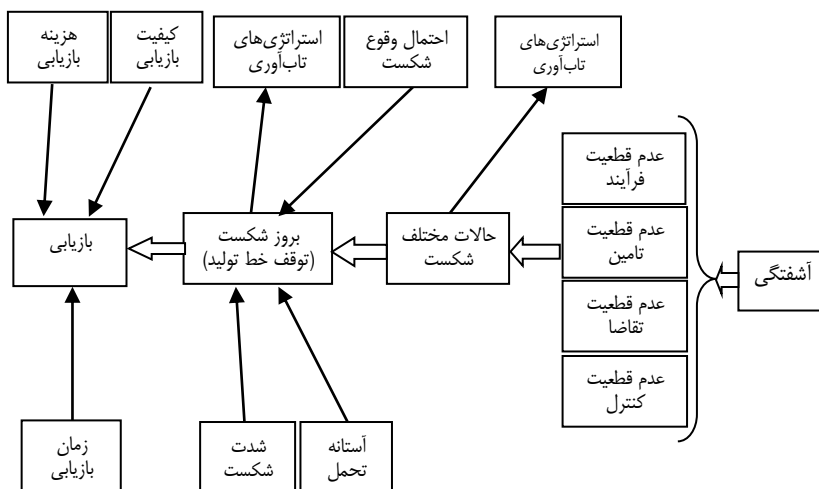 استراتژی‌های
تاب‌آوری
احتمال وقوع
شکست
استراتژی‌های
تاب‌آوری
کیفیت
بازیابی
هزینه
بازیابی
آشفتگی
عدم قطعیت
فرآیند
عدم قطعیت
تامین
عدم قطعیت
تقاضا
عدم قطعیت
کنترل
حالات مختلف
شکست
بروز شکست
(توقف خط تولید)
بازیابی
آستانه
تحمل
شدت
شکست
زمان
بازیابی